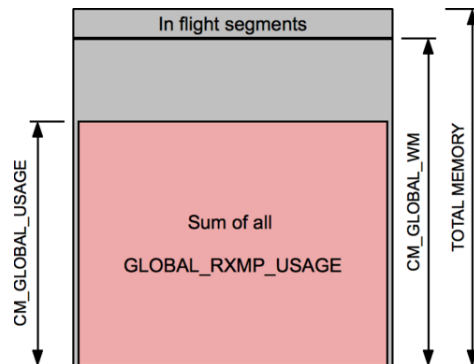 In flight segments
CM_GLOBAL_USAGE
Sum of all
GLOBAL_RXMP_USAGE
CM_GLOBAL_WM
TOTAL MEMORY